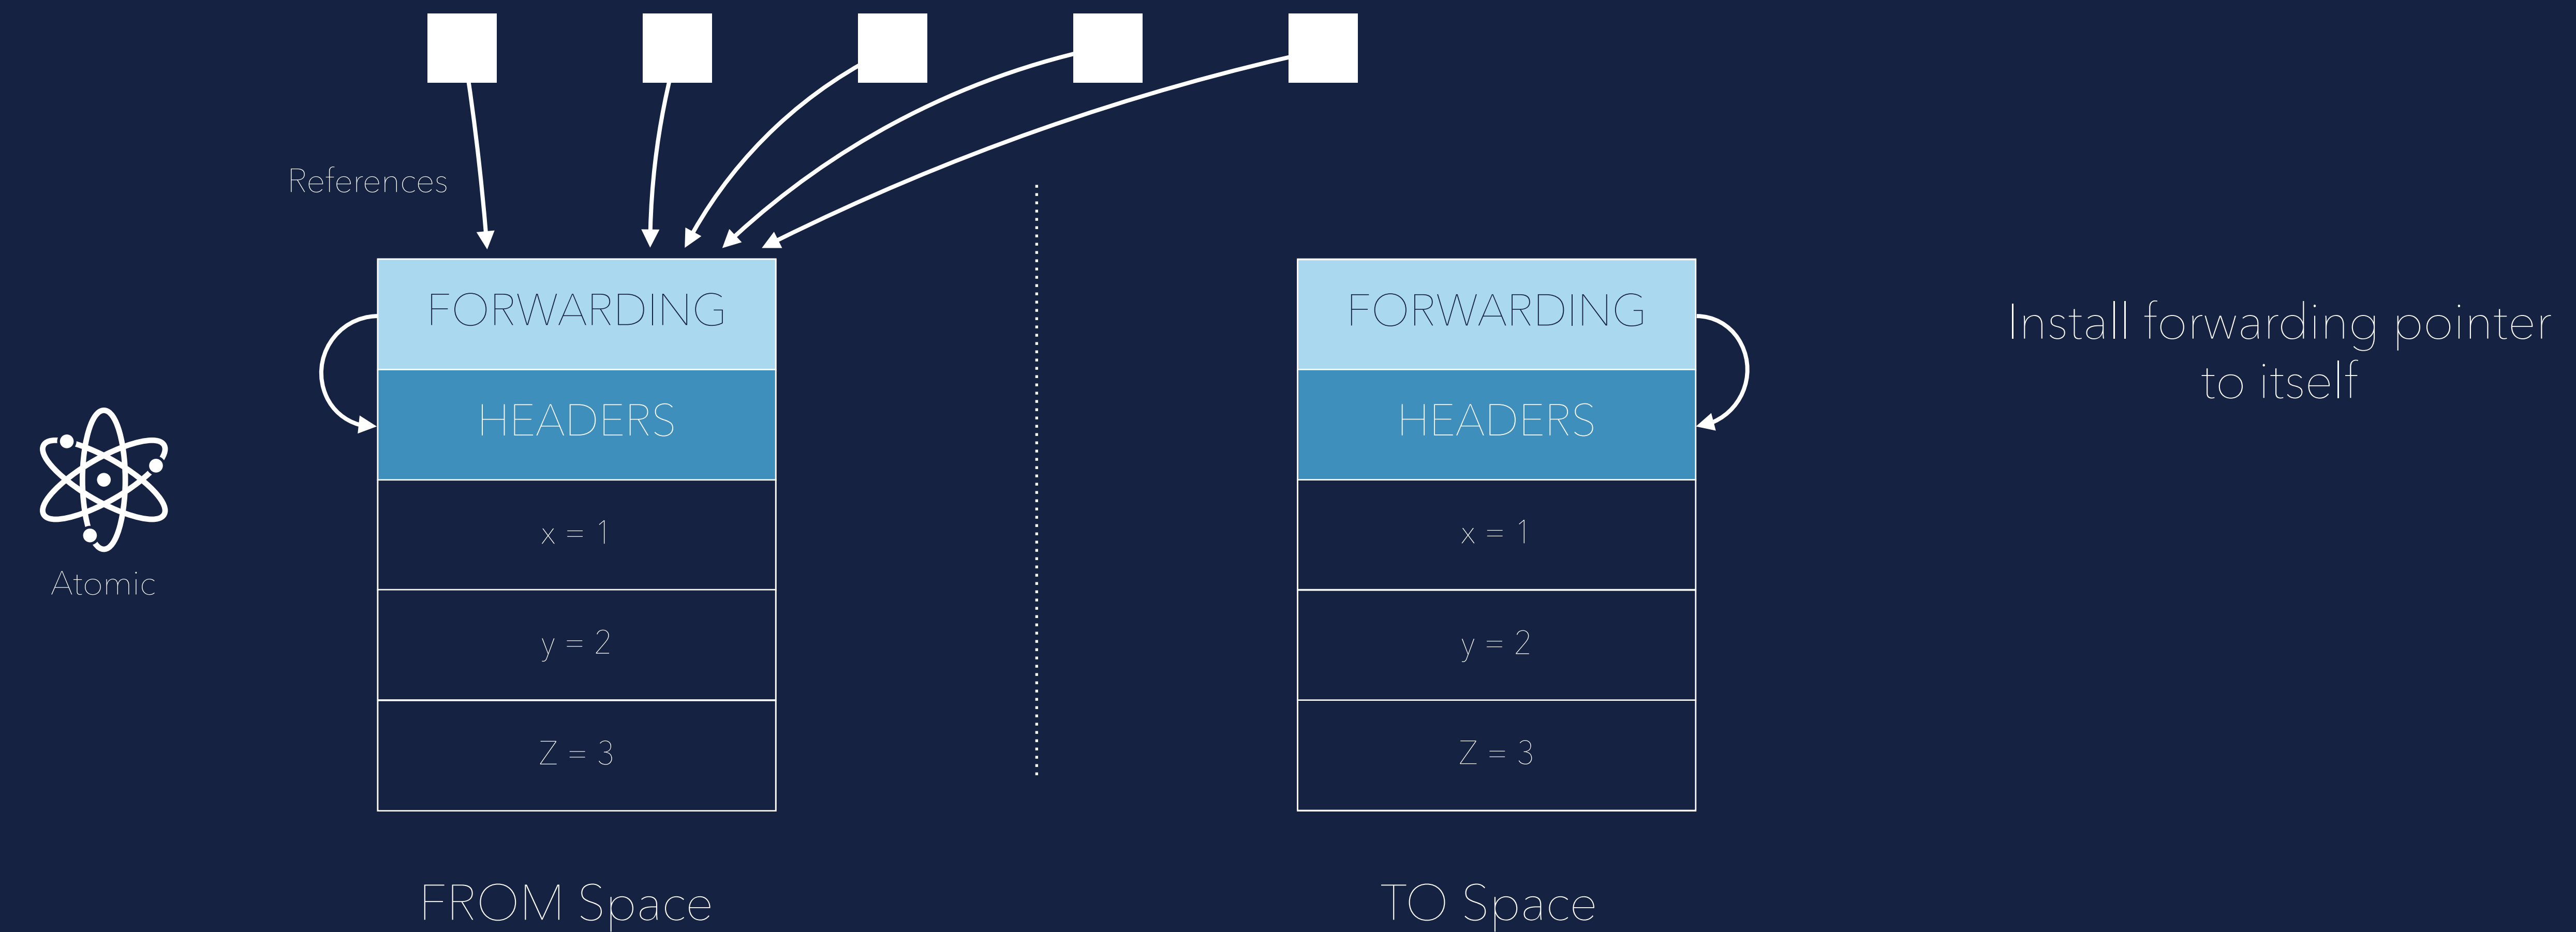 References
FORWARDING
HEADERS
x = 1
y = 2
Z = 3
FROM Space
Atomic
FORWARDING
HEADERS
x = 1
y = 2
Z = 3
TO Space
Install forwarding pointer
to itself